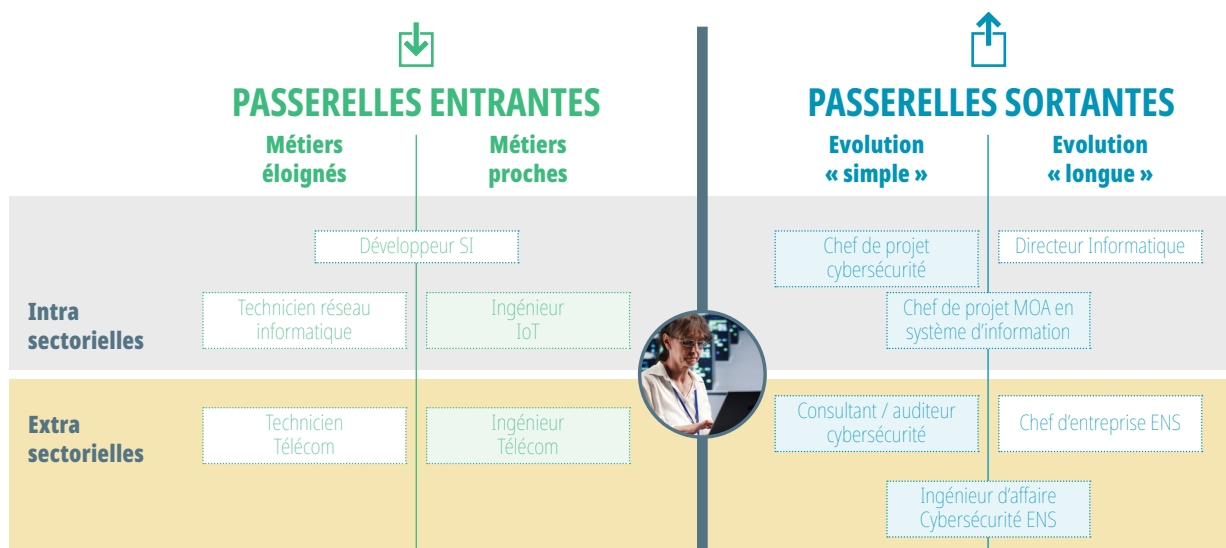 PASSERELLES ENTRANTES
Métiers
éloignés
Métiers
proches
PASSERELLES SORTANTES
Evolution
« simple »
Evolution
« longue »
Intra
sectorielles
Développeur SI
Technicien réseau
informatique
Ingénieur
IoT
Chef de projet
cybersécurité
Directeur Informatique
Chef de projet MOA en
système d’information
Extra
sectorielles
Technicien
Télécom
Ingénieur
Télécom
Consultant / auditeur
cybersécurité
Chef d’entreprise ENS
Ingénieur d’affaire
Cybersécurité ENS